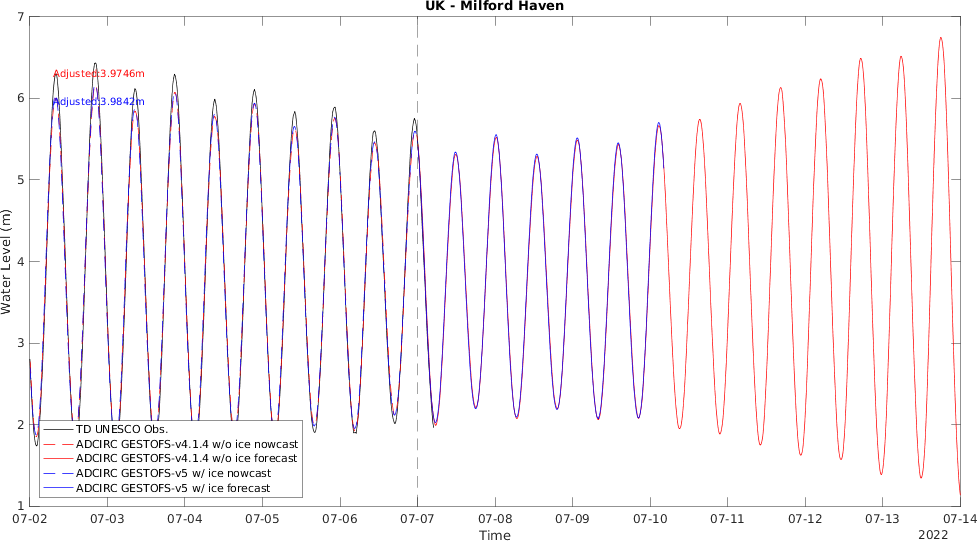 UK - Milford Haven
7
6
5
4
3
2
1
Water Level (m)
Adjusted:3.9746m
Adjusted:3.9842m
TD UNESCO Obs.
ADCIRC GESTOFS-v4.1.4 w/o ice nowcast
ADCIRC GESTOFS-v4.1.4 w/o ice forecast
ADCIRC GESTOFS-v5 w/ ice nowcast
ADCIRC GESTOFS-v5 w/ ice forecast
07-02 07-03 07-04 07-05 07-06 07-07 07-08 07-09 07-10 07-11 07-12 07-13 07-14
Time
2022